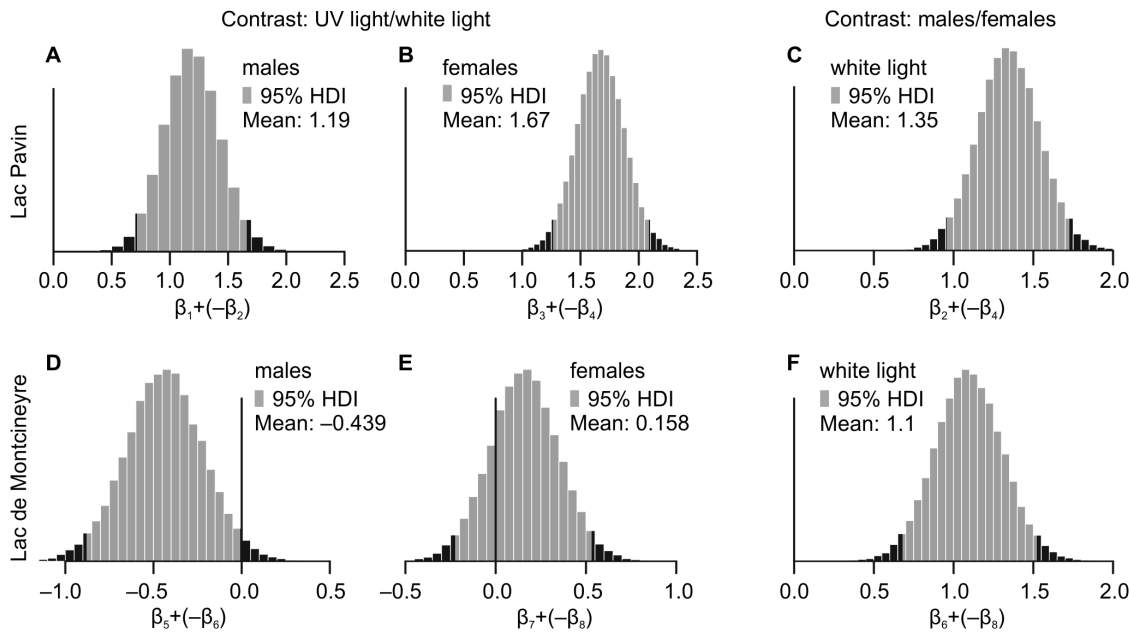 Contrast: UV light/white light
Contrast: males/females
Lac Pavin
A
males
95% HDI
Mean: 1.19
0.0 0.5 1.0 1.5 2.0 2.5
β₁+(–β₂)
B
females
95% HDI
Mean: 1.67
0.0 0.5 1.0 1.5 2.0 2.5
β₃+(–β₄)
C
white light
95% HDI
Mean: 1.35
0.0 0.5 1.0 1.5 2.0
β₂+(–β₄)
Lac de Montcineyre
D
males
95% HDI
Mean: –0.439
–1.0 –0.5 0.0 0.5
β₅+(–β₆)
E
females
95% HDI
Mean: 0.158
–0.5 0.0 0.5 1.0
β₇+(–β₈)
F
white light
95% HDI
Mean: 1.1
0.0 0.5 1.0 1.5 2.0
β₆+(–β₈)